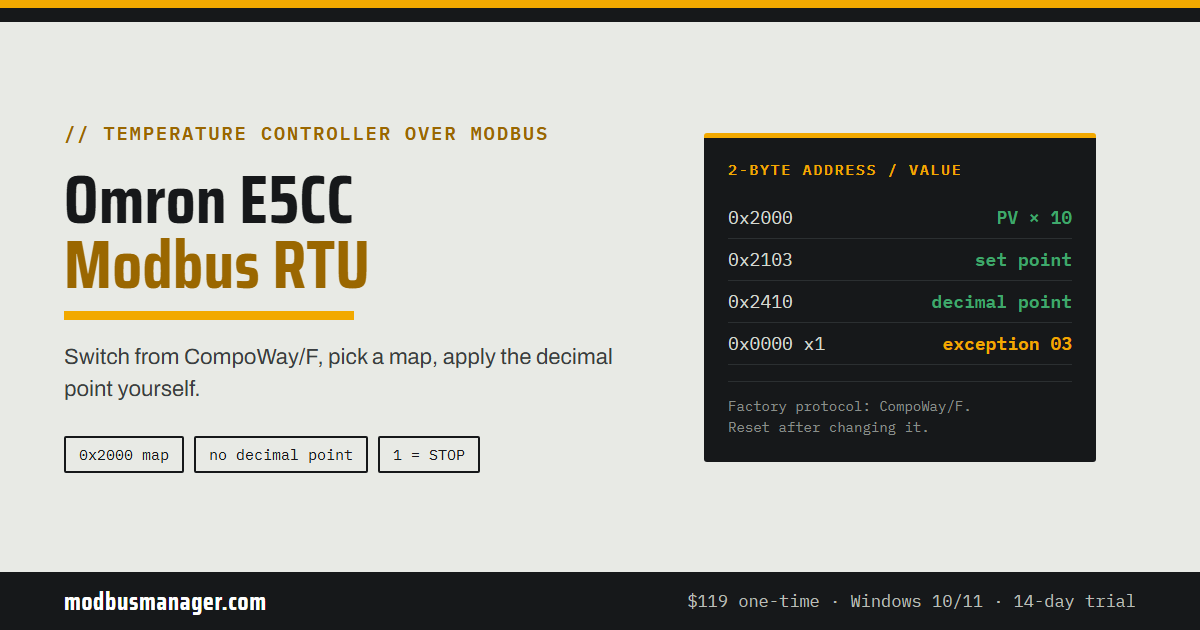 // TEMPERATURE CONTROLLER OVER MODBUS
Omron E5CC
Modbus RTU
Switch from CompoWay/F, pick a map, apply the decimal
point yourself.
0x2000 map
no decimal point
1 = STOP
2-BYTE ADDRESS / VALUE
0x2000 PV × 10
0x2103 set point
0x2410 decimal point
0x0000 x1 exception 03
Factory protocol: CompoWay/F.
Reset after changing it.
modbusmanager.com
$119 one-time · Windows 10/11 · 14-day trial